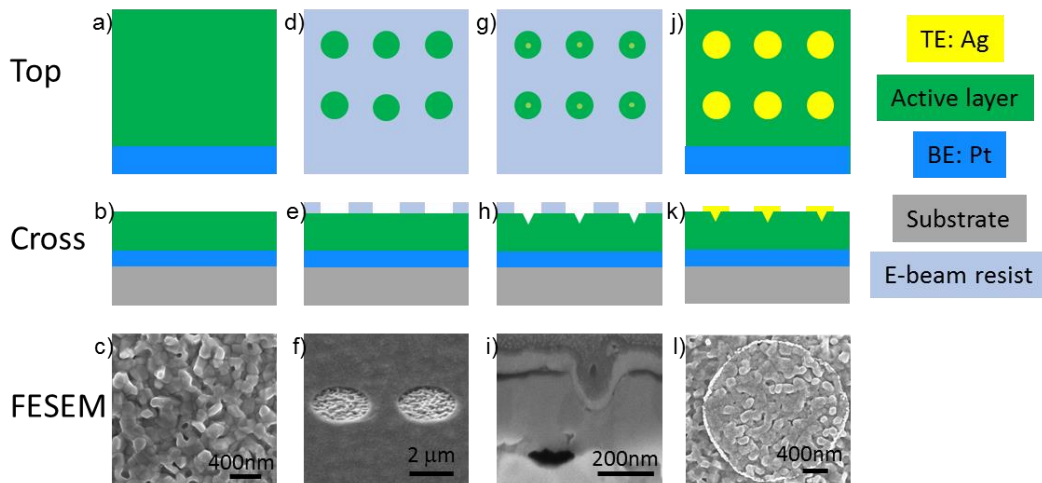 a) d) g) j)
Top
TE: Ag
Active layer
BE: Pt
b) e) h) k)
Cross
Substrate
E-beam resist
c) f) i) l)
FESEM
400nm 2 μm 200nm 400nm